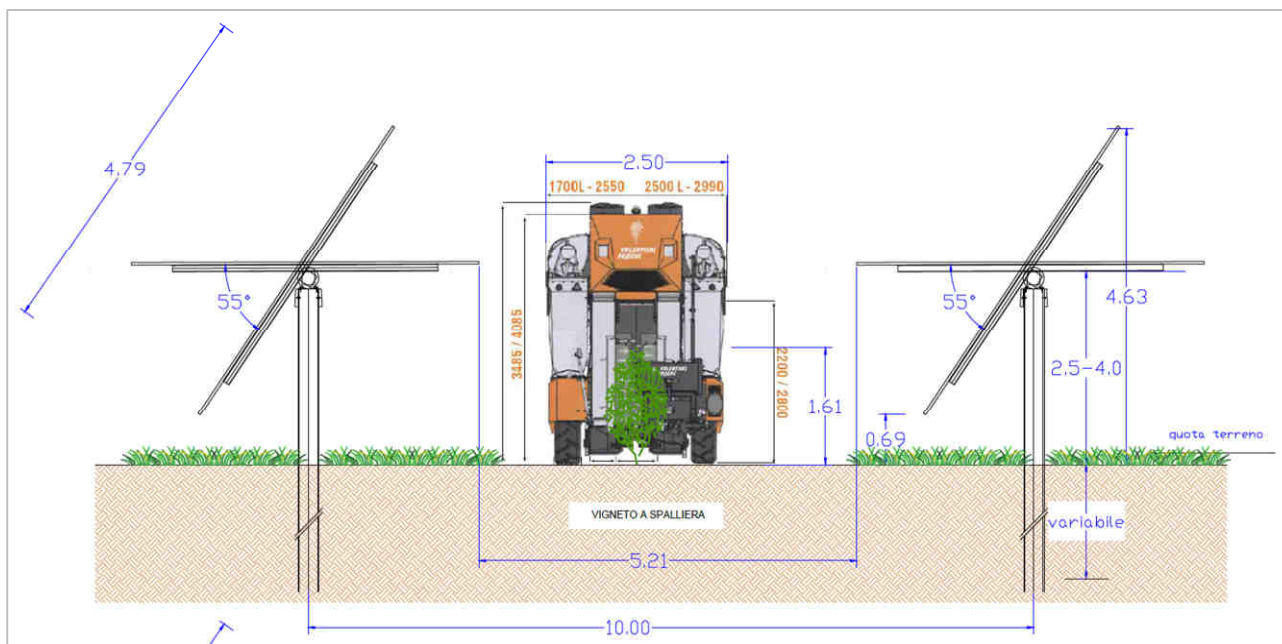 4.79
2.50
1700L - 2550 2500 L - 2990
55°
3485 / 4085
2200 / 2800
1.61
55°
4.63
2.5-4.0
0.69
quota terreno
VIGNETO A SPALLIERA
variabile
5.21
10.00